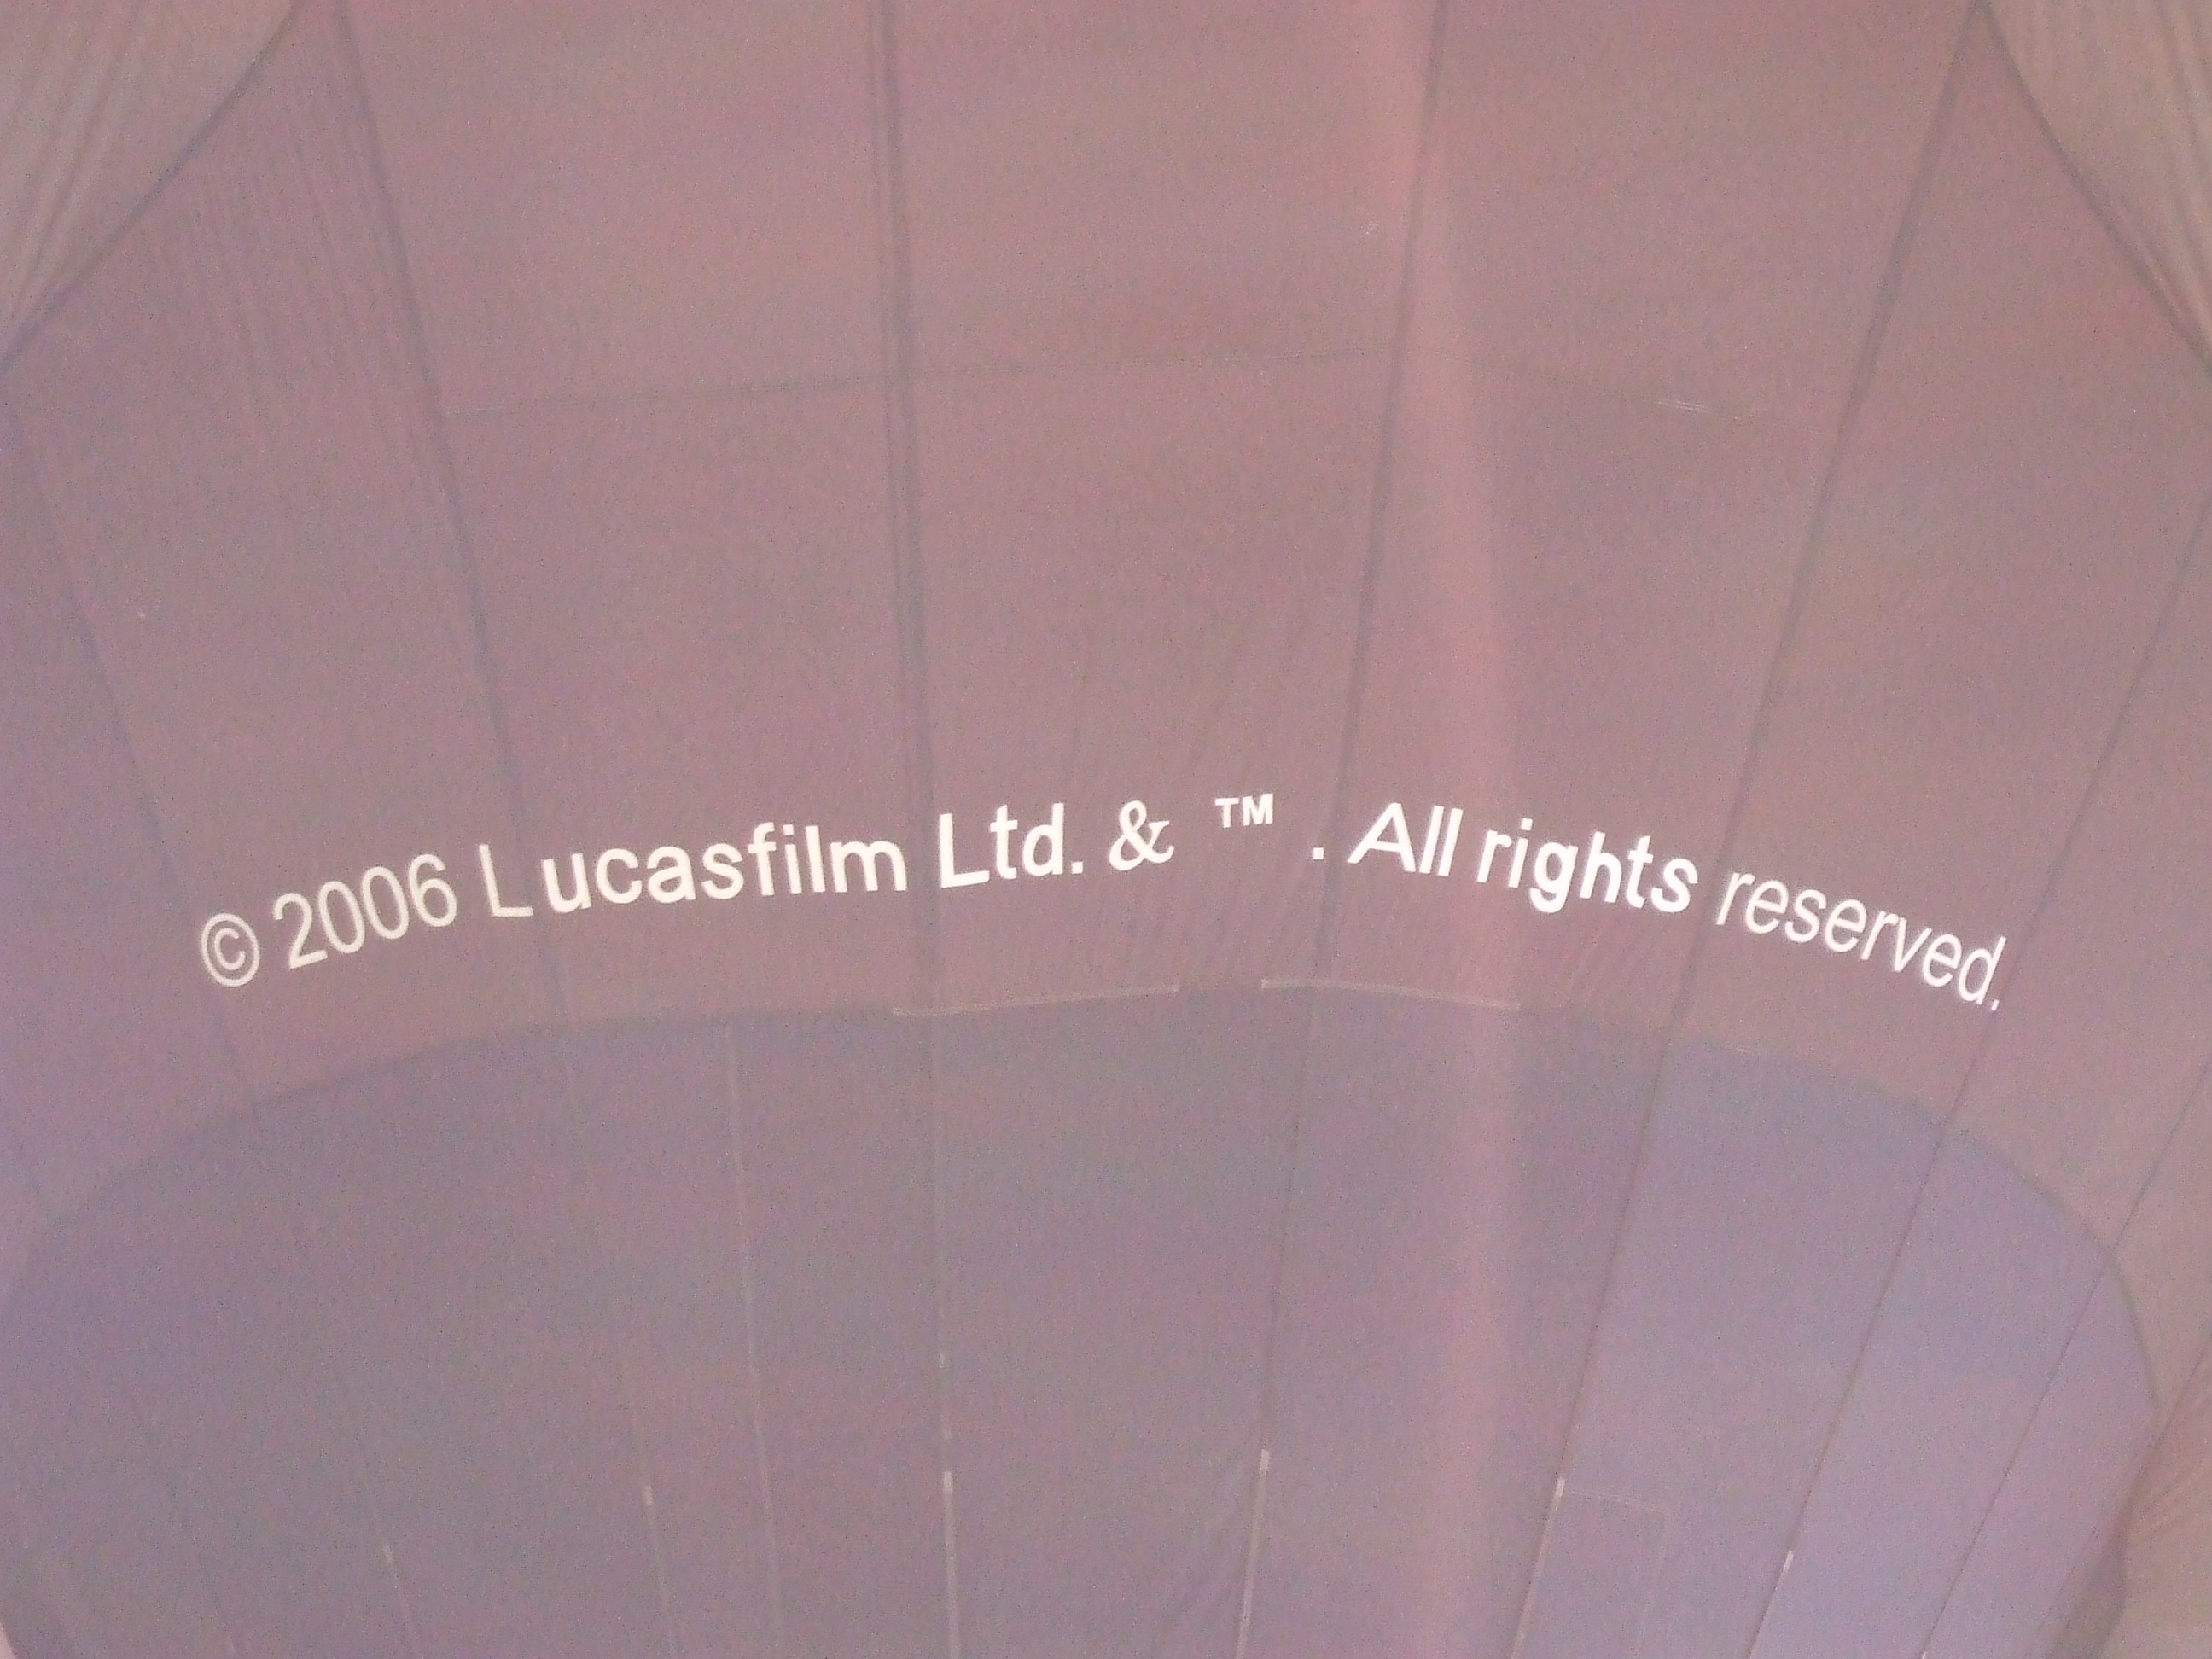 © 2006 Lucasfilm Ltd. & ™ . All rights reserved.